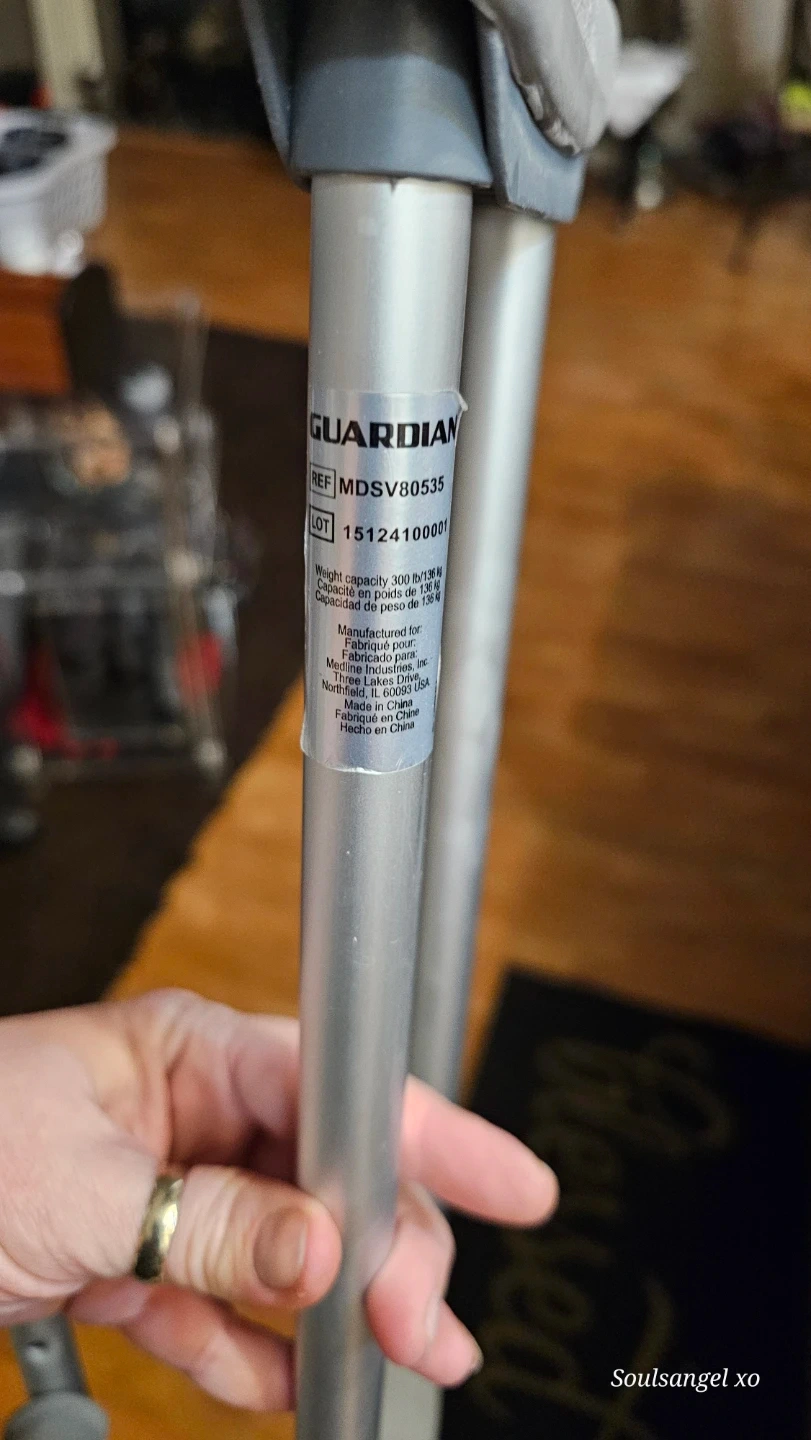 GUARDIAN
REF MDSV80535
LOT 15124100001
Weight capacity 300 lb/136 kg
Capacité en poids de 136 kg
Capacidad de peso de 136 kg
Manufactured for:
Fabriqué pour:
Fabricado para:
Medline Industries, Inc.
Three Lakes Drive,
Northfield, IL 60093 USA
Made in China
Fabriqué en Chine
Hecho en China
Blessed
Soulsangel xo